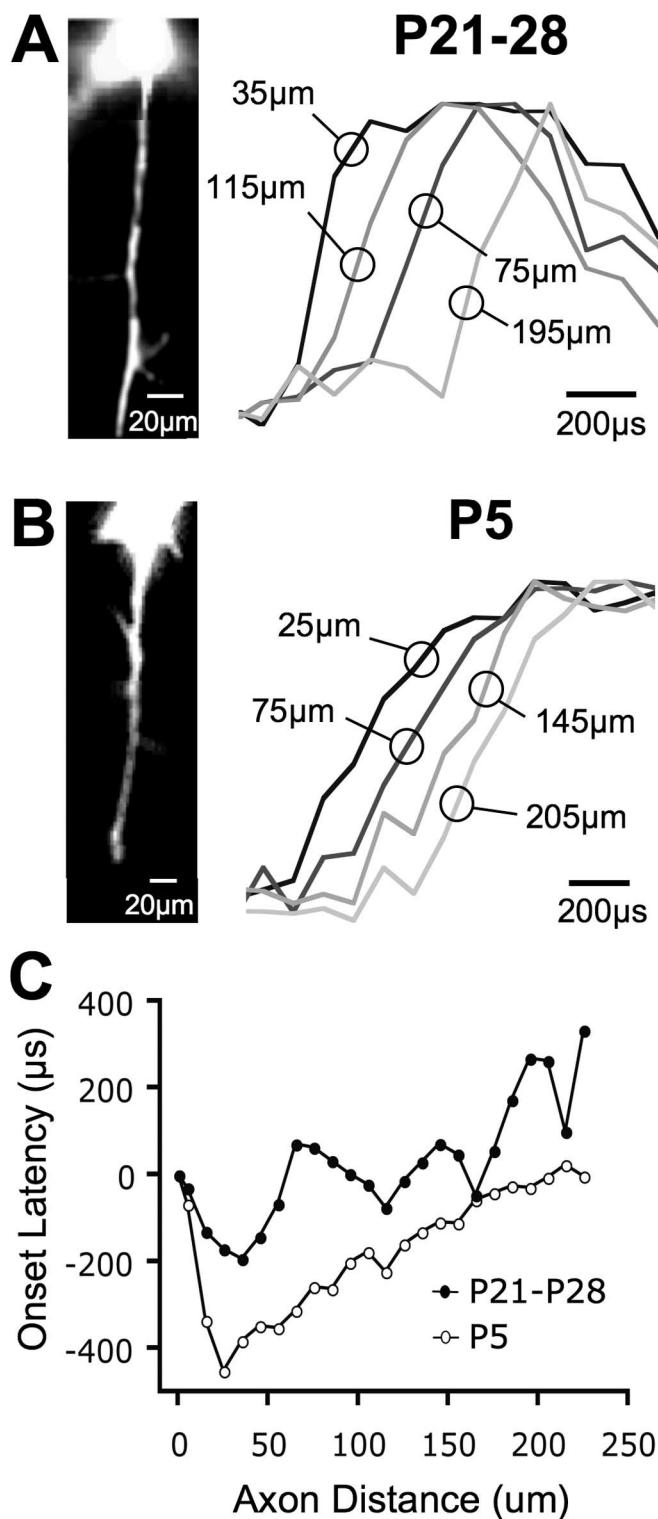 A
P21-28
35µm
115µm
75µm
195µm
20µm
200µs
B
P5
25µm
75µm
145µm
205µm
20µm
200µs
C
Onset Latency (µs)
400
200
0
-200
-400
P21-P28
P5
0 50 100 150 200 250
Axon Distance (um)